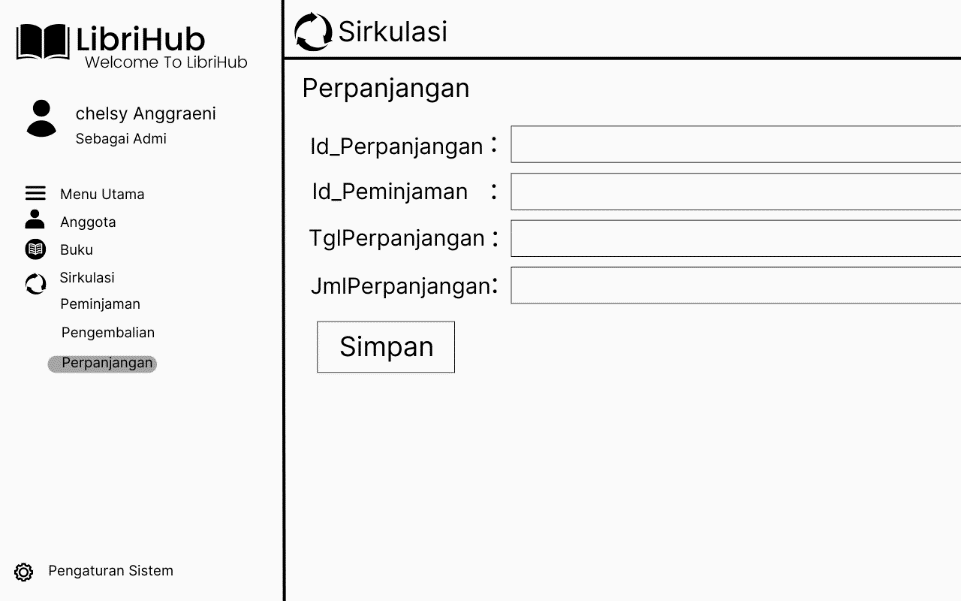 LibriHub
Welcome To LibriHub
chelsy Anggraeni
Sebagai Admi
Menu Utama
Anggota
Buku
Sirkulasi
Peminjaman
Pengembalian
Perpanjangan
Pengaturan Sistem
Sirkulasi
Perpanjangan
Id_Perpanjangan :
Id_Peminjaman :
TglPerpanjangan :
JmlPerpanjangan:
Simpan